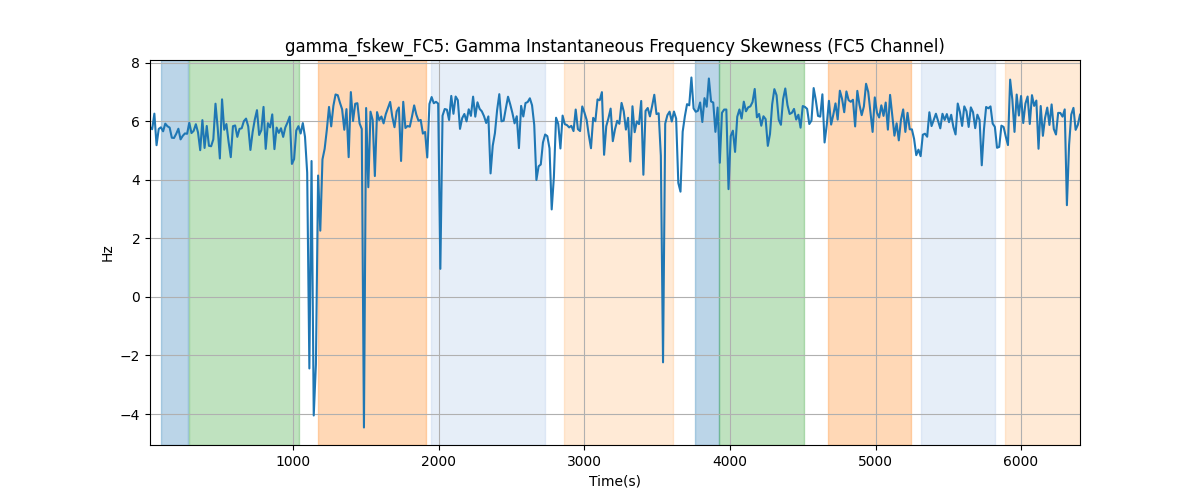 gamma_fskew_FC5: Gamma Instantaneous Frequency Skewness (FC5 Channel)
8
6
4
2
0
−2
−4
Hz
1000 2000 3000 4000 5000 6000
Time(s)